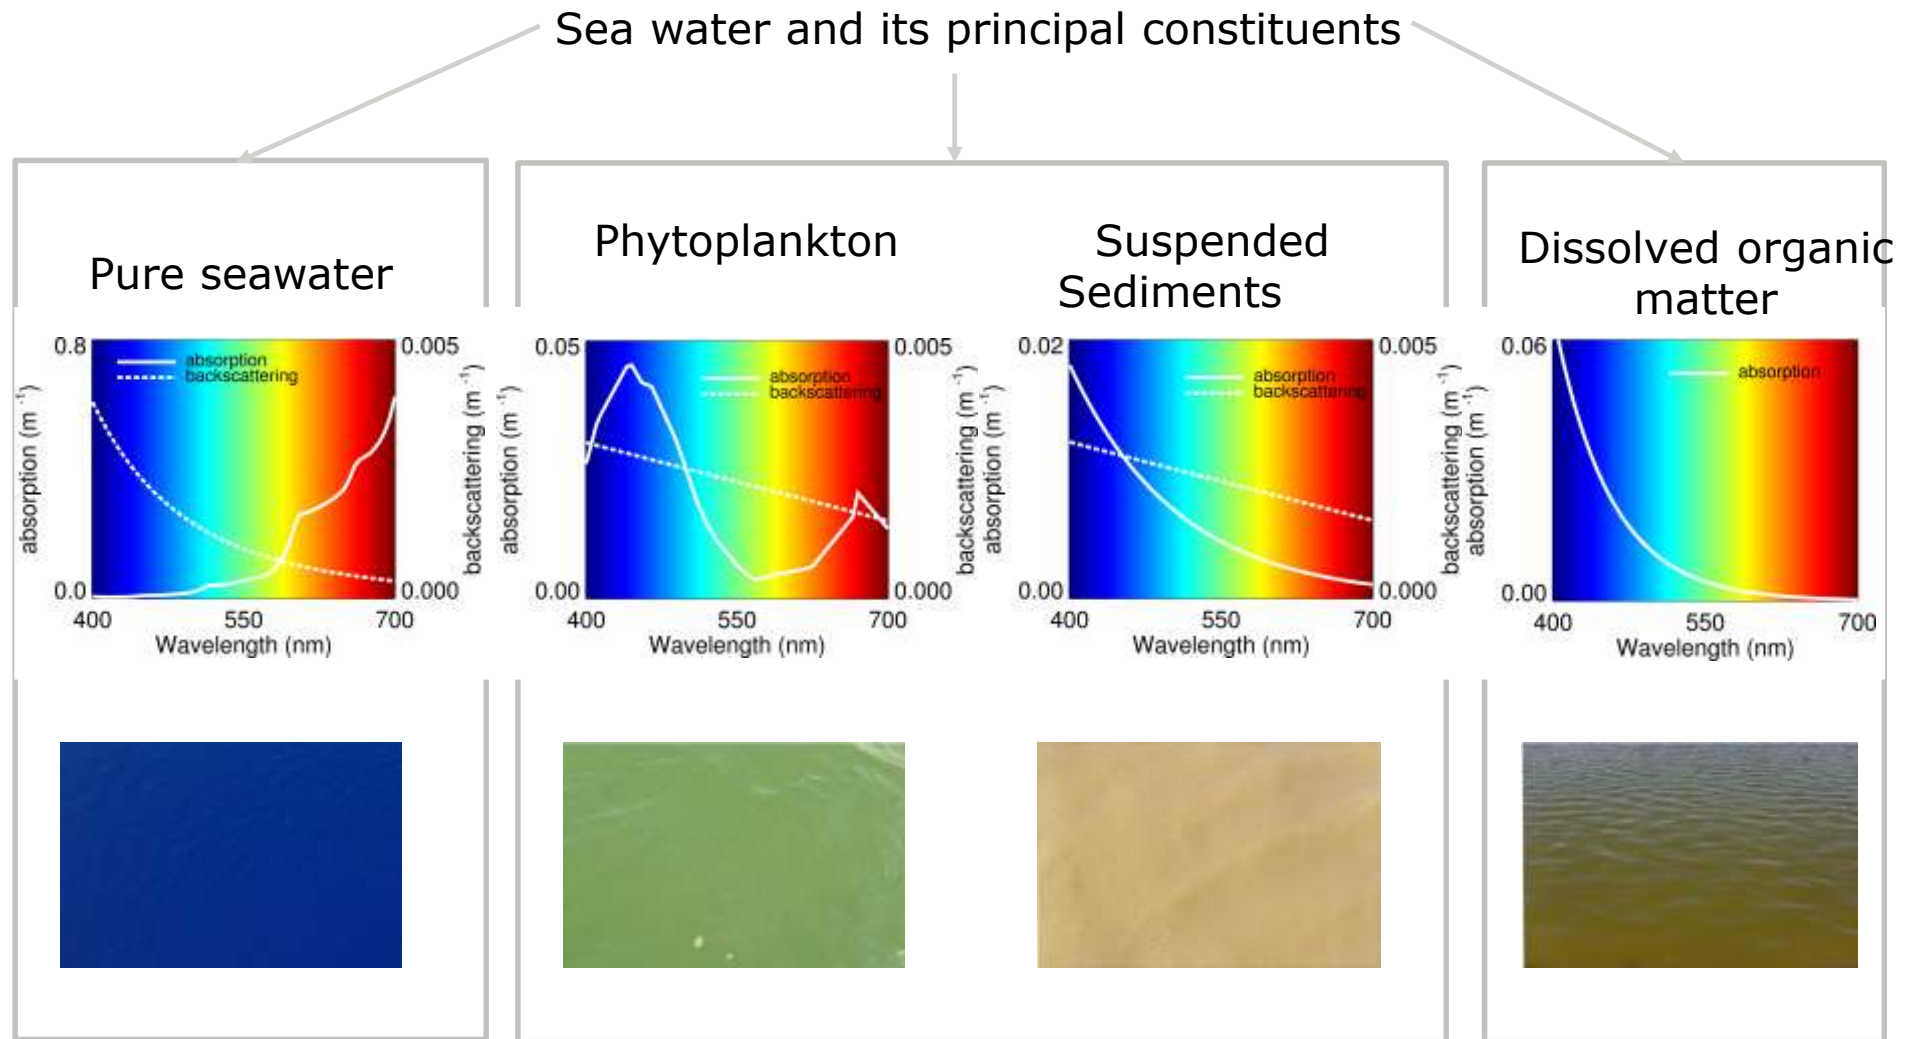 Sea water and its principal constituents
Pure seawater
0.8
0.005
absorption
backscattering
absorption (m⁻¹)
backscattering (m⁻¹)
0.0
0.000
400
550
700
Wavelength (nm)
Phytoplankton
0.05
0.005
absorption
backscattering
absorption (m⁻¹)
backscattering (m⁻¹)
0.00
0.000
400
550
700
Wavelength (nm)
Suspended
Sediments
0.02
0.005
absorption
backscattering
absorption (m⁻¹)
backscattering (m⁻¹)
0.00
0.000
400
550
700
Wavelength (nm)
Dissolved organic
matter
0.06
absorption
absorption (m⁻¹)
0.00
400
550
700
Wavelength (nm)